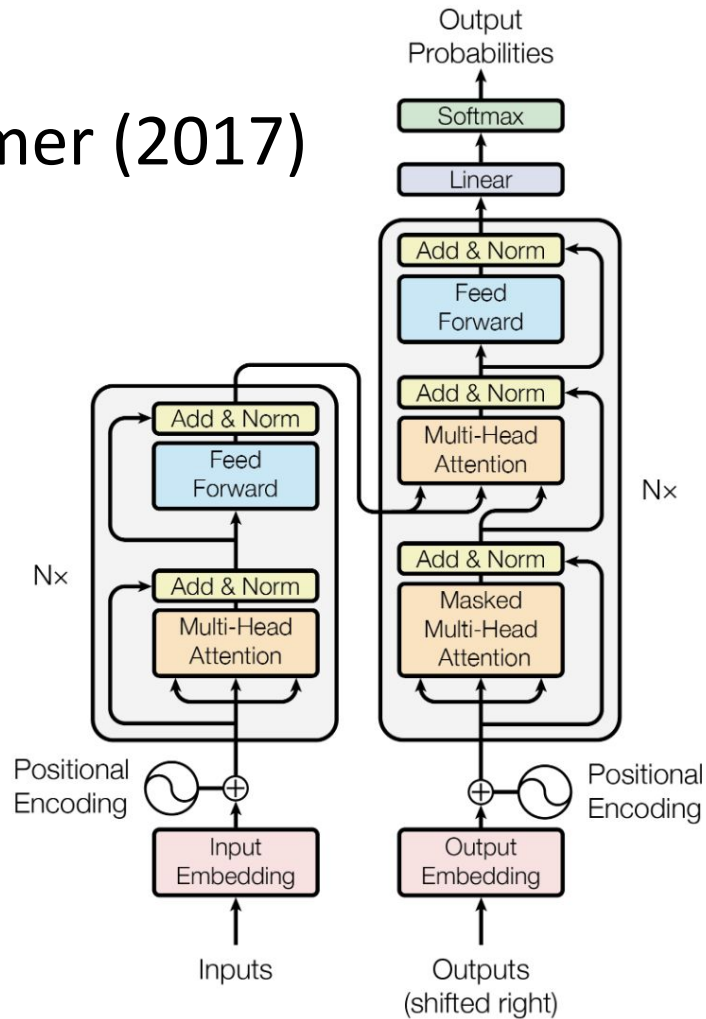 mer (2017)
Output
Probabilities
Softmax
Linear
Add & Norm
Feed
Forward
Add & Norm
Multi-Head
Attention
Nx
Add & Norm
Masked
Multi-Head
Attention
Add & Norm
Feed
Forward
Nx
Add & Norm
Multi-Head
Attention
Positional
Encoding
Positional
Encoding
Input
Embedding
Output
Embedding
Inputs
Outputs
(shifted right)